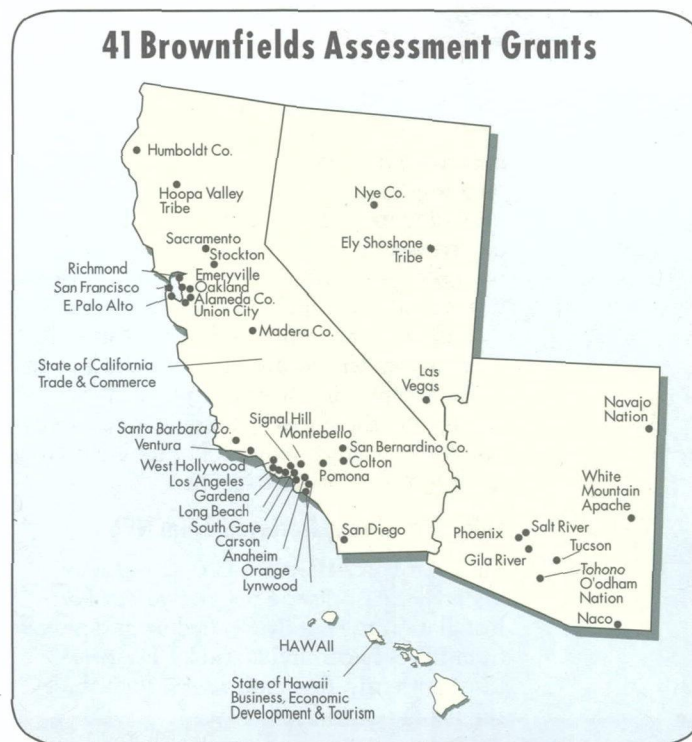 41 Brownfields Assessment Grants
Humboldt Co.
Hoopa Valley
Tribe
Nye Co.
Ely Shoshone
Tribe
Sacramento
Stockton
Richmond
Emeryville
San Francisco
Oakland
E. Palo Alto
Alameda Co.
Union City
Madera Co.
State of California
Trade & Commerce
Las
Vegas
Navajo
Nation
Santa Barbara Co.
Signal Hill
Montebello
Ventura
San Bernardino Co.
West Hollywood
Colton
Los Angeles
Pomona
Gardena
Long Beach
South Gate
Carson
Anaheim
Orange
Lynwood
San Diego
White
Mountain
Apache
Phoenix
Salt River
Gila River
Tucson
Tohono
O'odham
Nation
Naco
HAWAII
State of Hawaii
Business, Economic
Development & Tourism